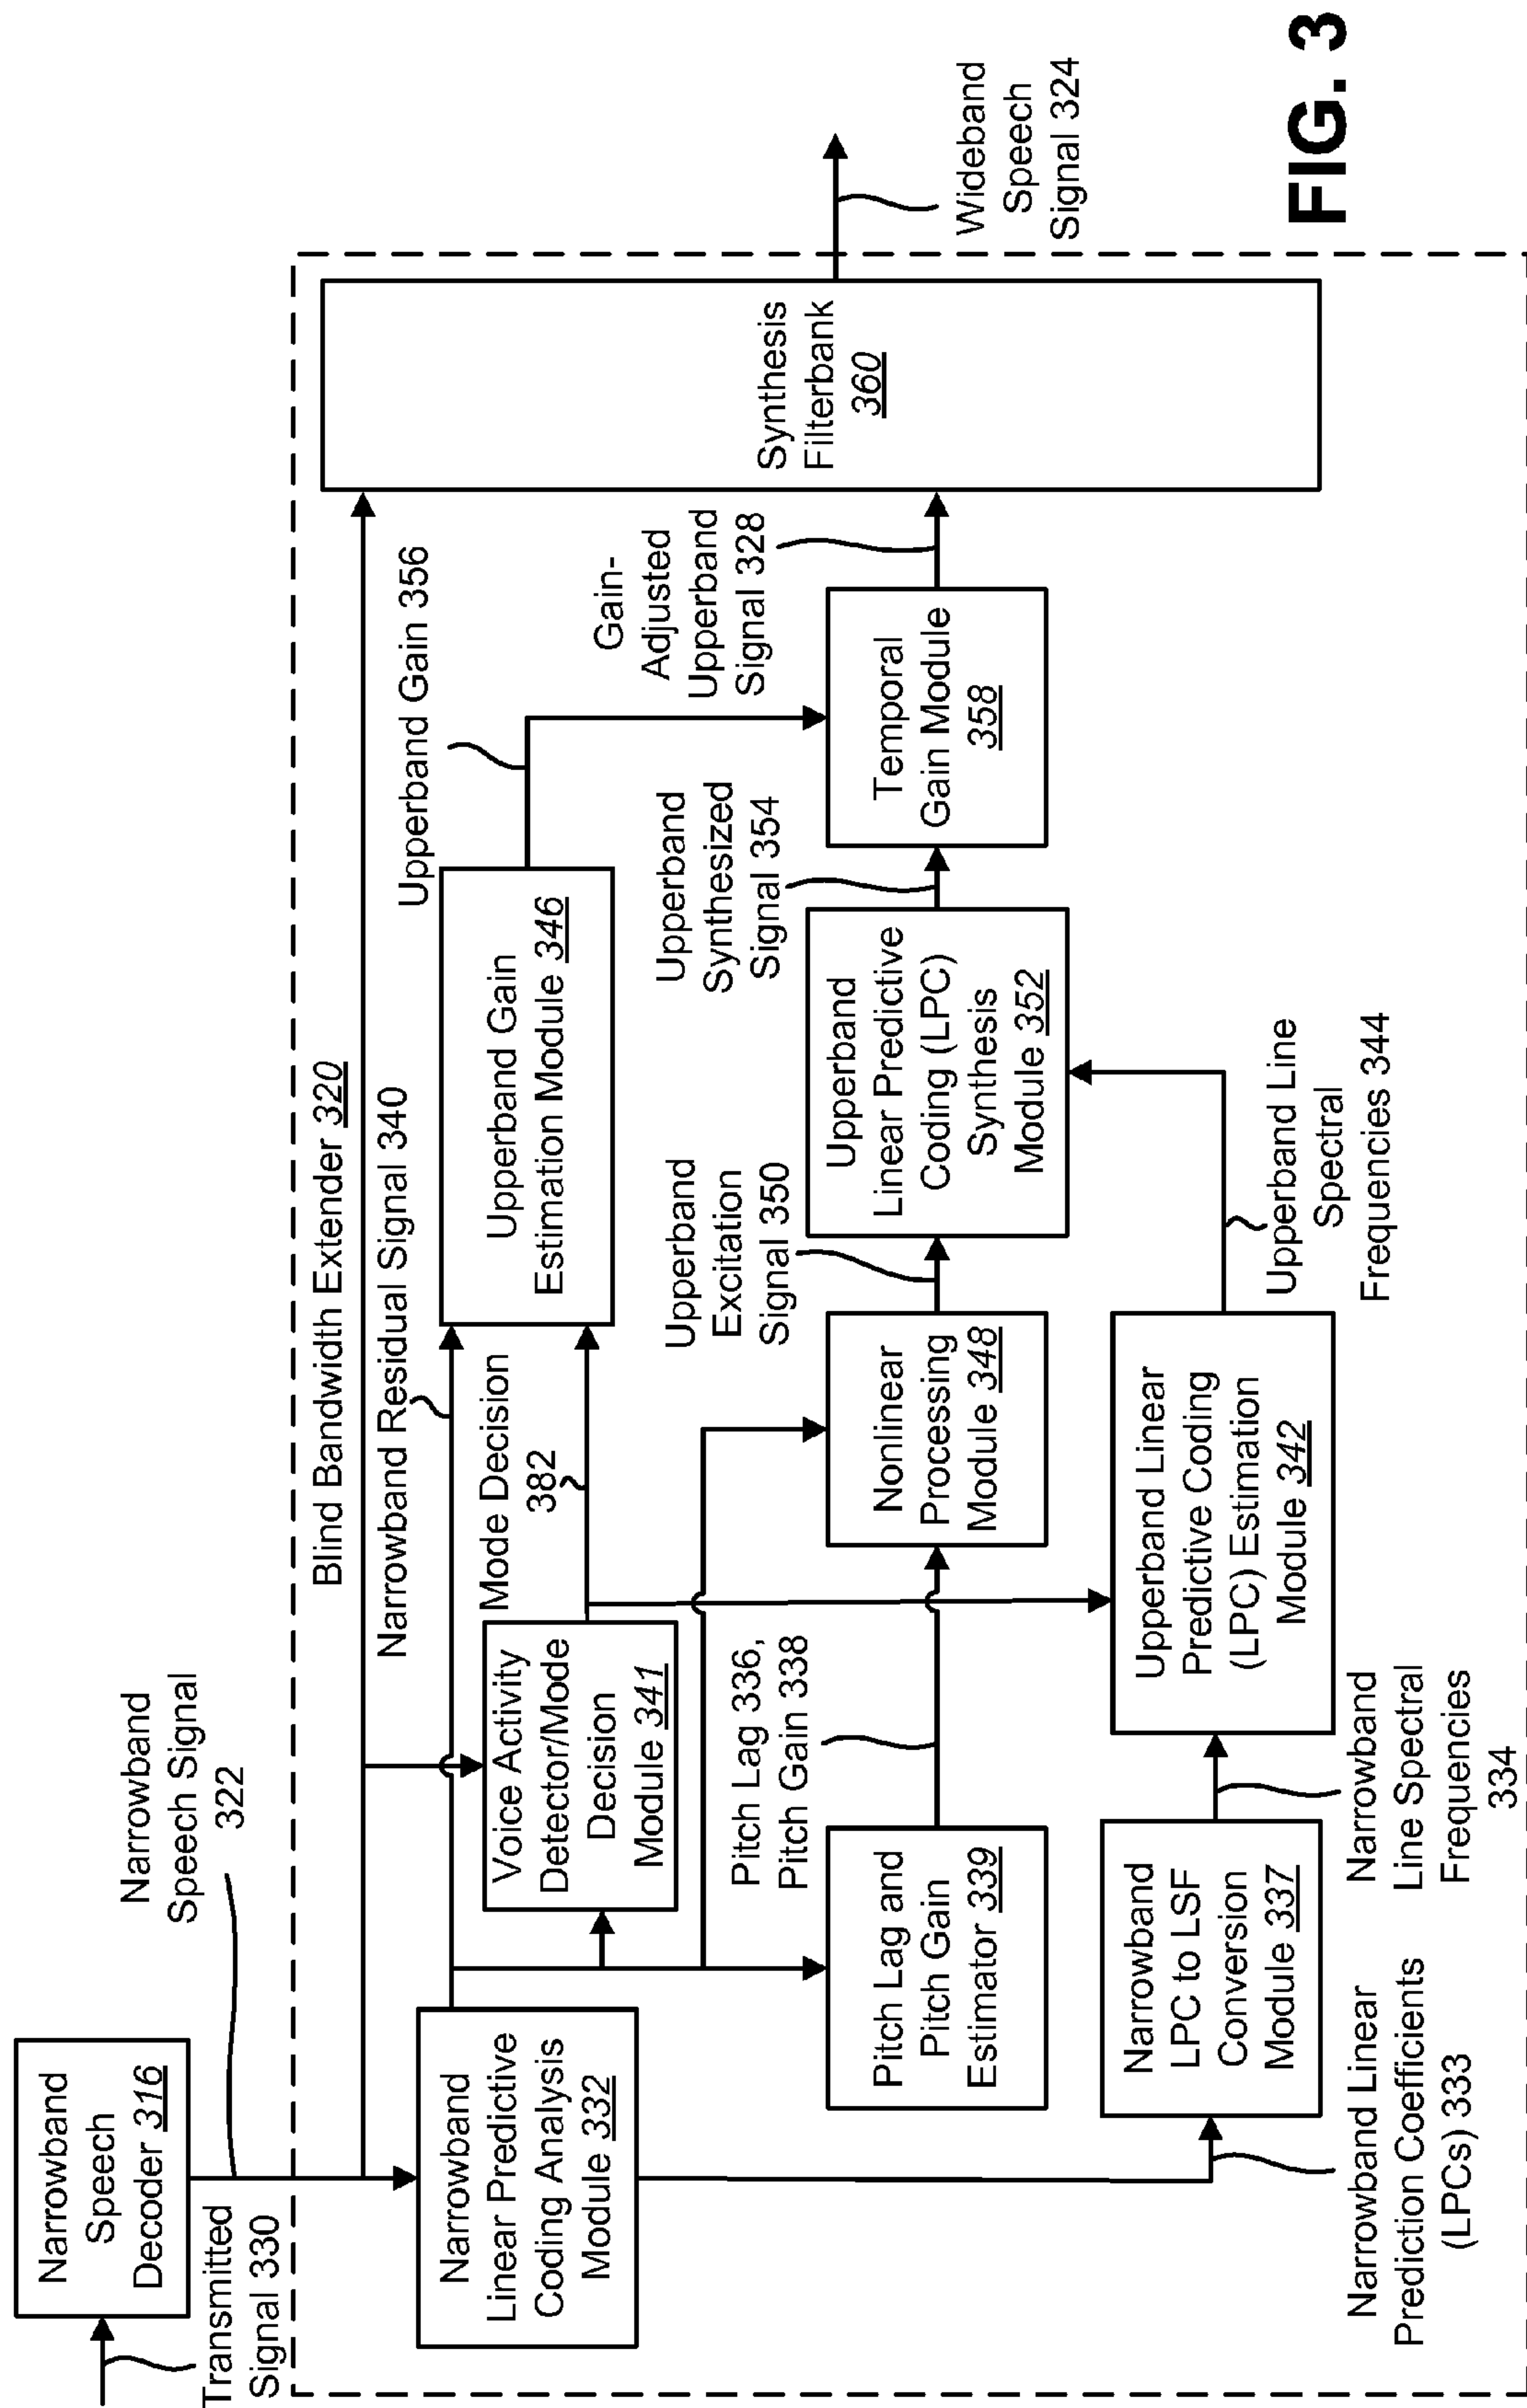 Narrowband
Speech
Decoder 316
Transmitted
Signal 330
Narrowband
Speech Signal
322
Blind Bandwidth Extender 320
Narrowband Residual Signal 340
Narrowband
Linear Predictive
Coding Analysis
Module 332
Voice Activity
Detector/Mode
Decision
Module 341
Mode Decision
382
Upperband Gain
Estimation Module 346
Upperband Gain 356
Pitch Lag 336,
Pitch Gain 338
Pitch Lag and
Pitch Gain
Estimator 339
Nonlinear
Processing
Module 348
Upperband
Excitation
Signal 350
Upperband
Linear Predictive
Coding (LPC)
Synthesis
Module 352
Upperband
Synthesized
Signal 354
Temporal
Gain Module
358
Gain-
Adjusted
Upperband
Signal 328
Synthesis
Filterbank
360
Wideband
Speech
Signal 324
Narrowband
LPC to LSF
Conversion
Module 337
Narrowband Linear
Prediction Coefficients
(LPCs) 333
Narrowband
Line Spectral
Frequencies
334
Upperband Linear
Predictive Coding
(LPC) Estimation
Module 342
Upperband Line
Spectral
Frequencies 344
FIG. 3